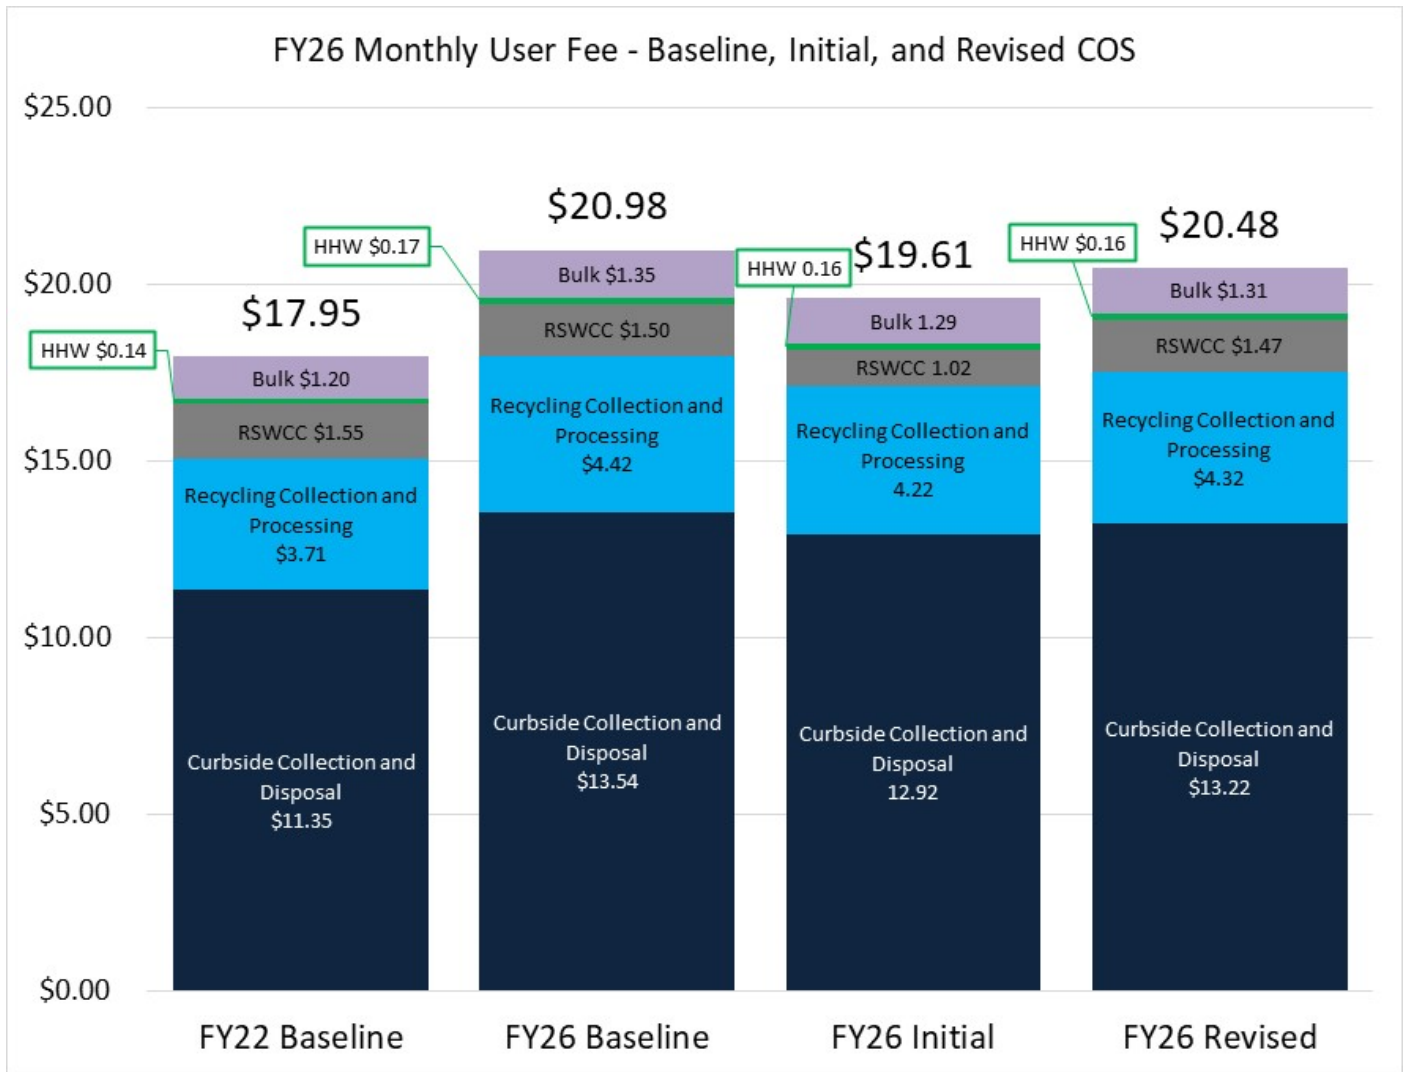 FY26 Monthly User Fee - Baseline, Initial, and Revised COS
$25.00
$20.00
$15.00
$10.00
$5.00
$0.00
$17.95
HHW $0.14
Bulk $1.20
RSWCC $1.55
Recycling Collection and
Processing
$3.71
Curbside Collection and
Disposal
$11.35
FY22 Baseline
$20.98
HHW $0.17
Bulk $1.35
RSWCC $1.50
Recycling Collection and
Processing
$4.42
Curbside Collection and
Disposal
$13.54
FY26 Baseline
$19.61
HHW 0.16
Bulk 1.29
RSWCC 1.02
Recycling Collection and
Processing
4.22
Curbside Collection and
Disposal
12.92
FY26 Initial
$20.48
HHW $0.16
Bulk $1.31
RSWCC $1.47
Recycling Collection and
Processing
$4.32
Curbside Collection and
Disposal
$13.22
FY26 Revised